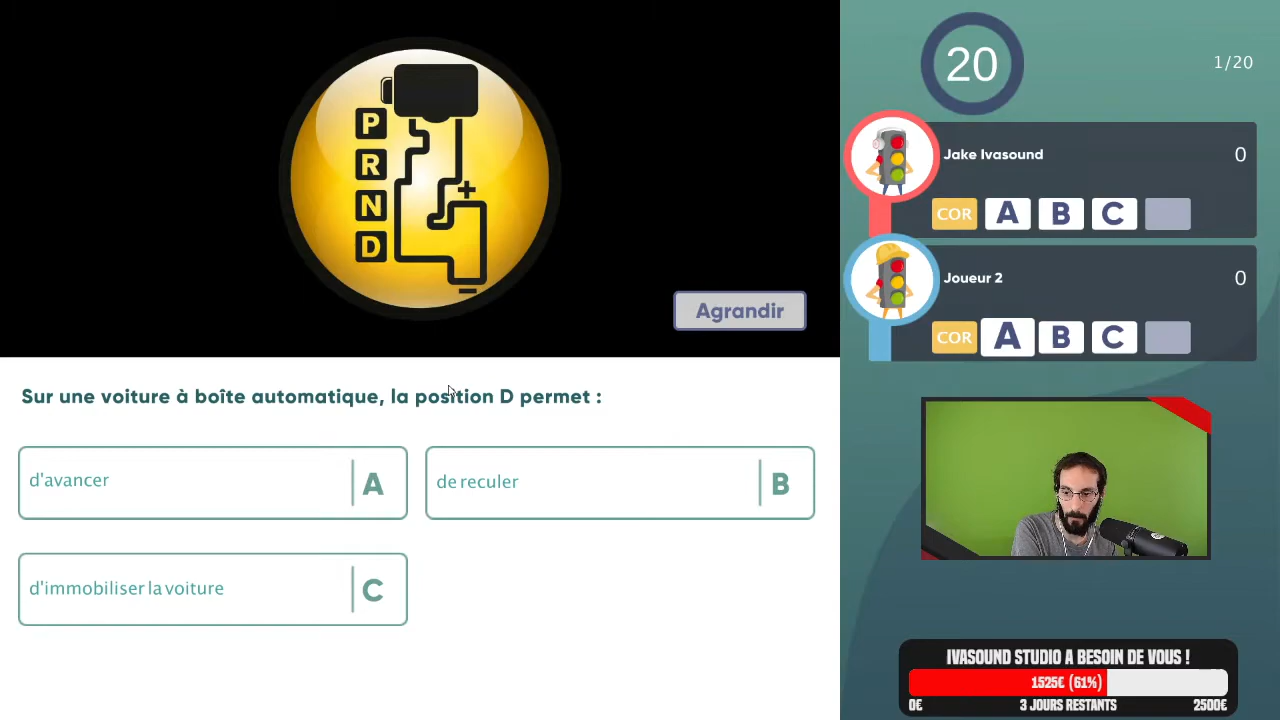 P
R
N
D
+
−
Agrandir
Sur une voiture à boîte automatique, la position D permet :
d'avancer A
de reculer B
d'immobiliser la voiture C
20
1/20
Jake Ivasound 0
COR A B C
Joueur 2 0
COR A B C
IVASOUND STUDIO A BESOIN DE VOUS !
1525€ (61%)
0€ 3 JOURS RESTANTS 2500€